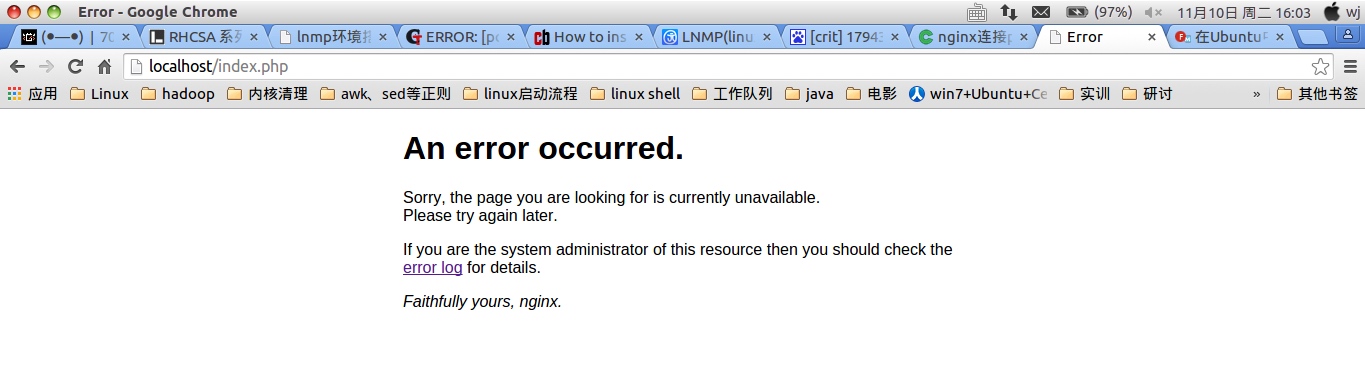 Error - Google Chrome
(97%)
11月10日 周二 16:03
wj
(•—•) | 70
RHCSA 系列
lnmp环境搭
ERROR: [po
How to ins
LNMP(linu
[crit] 17943
nginx连接p
Error
在UbuntuP
localhost/index.php
应用
Linux
hadoop
内核清理
awk、sed等正则
linux启动流程
linux shell
工作队列
java
电影
win7+Ubuntu+Ce
实训
研讨
»
其他书签
An error occurred.
Sorry, the page you are looking for is currently unavailable.
Please try again later.
If you are the system administrator of this resource then you should check the
error log for details.
Faithfully yours, nginx.